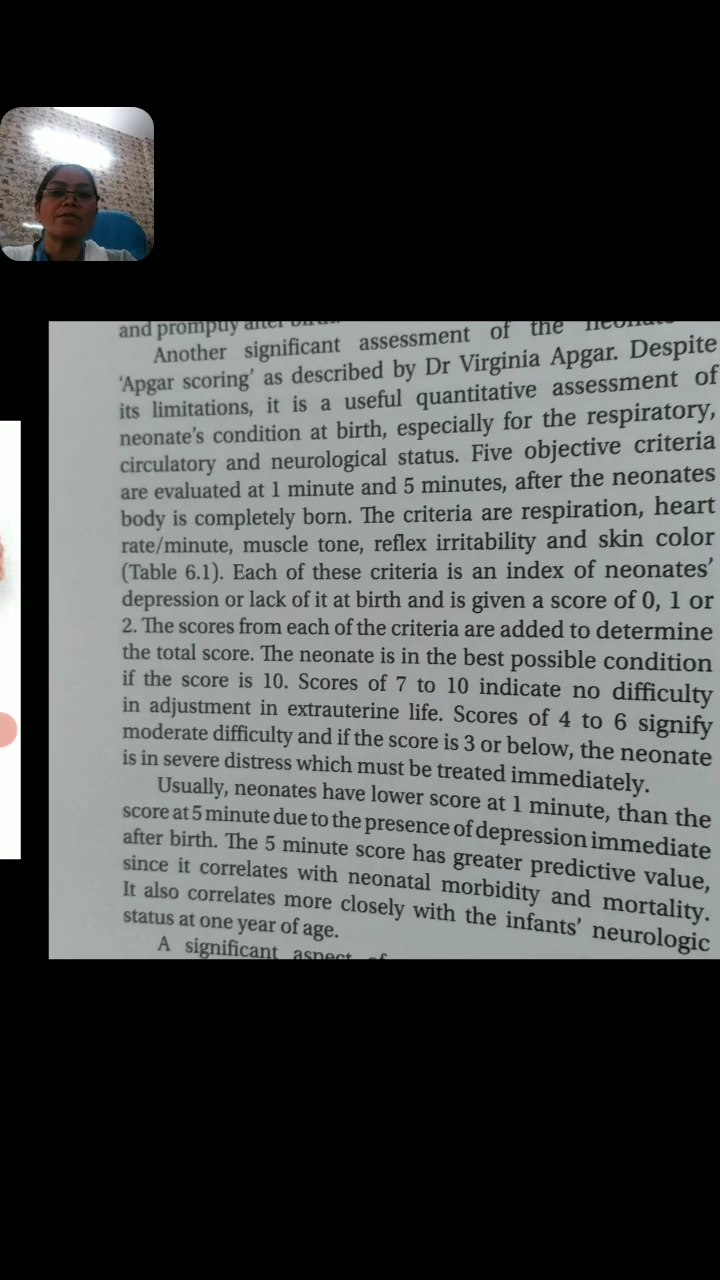 and promptly after birth.
Another significant assessment of the neonate
‘Apgar scoring’ as described by Dr Virginia Apgar. Despite
its limitations, it is a useful quantitative assessment of
neonate’s condition at birth, especially for the respiratory,
circulatory and neurological status. Five objective criteria
are evaluated at 1 minute and 5 minutes, after the neonates
body is completely born. The criteria are respiration, heart
rate/minute, muscle tone, reflex irritability and skin color
(Table 6.1). Each of these criteria is an index of neonates’
depression or lack of it at birth and is given a score of 0, 1 or
2. The scores from each of the criteria are added to determine
the total score. The neonate is in the best possible condition
if the score is 10. Scores of 7 to 10 indicate no difficulty
in adjustment in extrauterine life. Scores of 4 to 6 signify
moderate difficulty and if the score is 3 or below, the neonate
is in severe distress which must be treated immediately.
Usually, neonates have lower score at 1 minute, than the
score at 5 minute due to the presence of depression immediate
after birth. The 5 minute score has greater predictive value,
since it correlates with neonatal morbidity and mortality.
It also correlates more closely with the infants’ neurologic
status at one year of age.
A significant aspect of